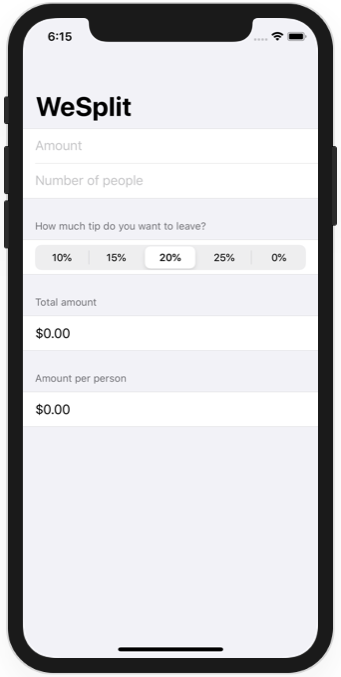 6:15
WeSplit
Amount
Number of people
How much tip do you want to leave?
10% 15% 20% 25% 0%
Total amount
$0.00
Amount per person
$0.00